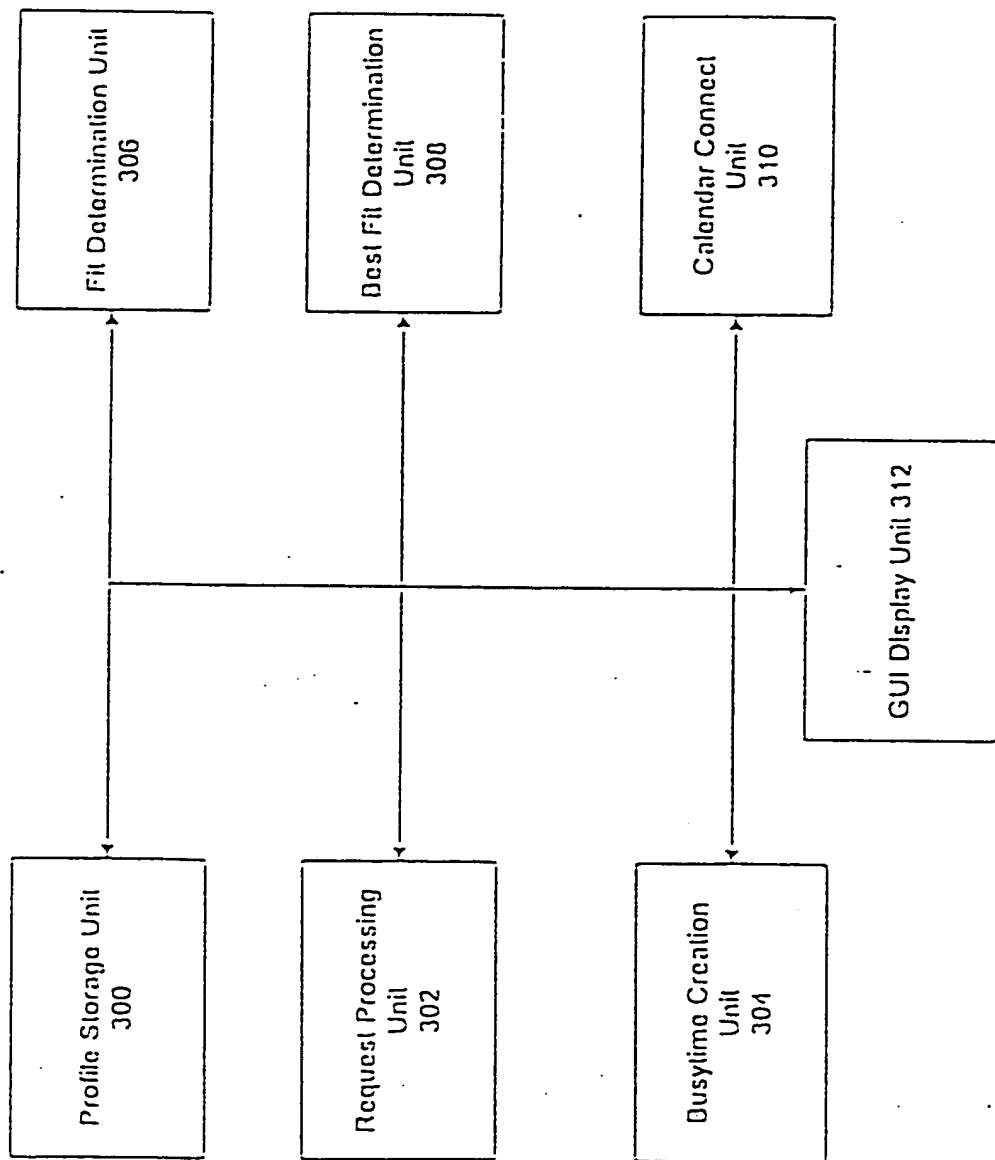 Profile Storage Unit
300
Request Processing
Unit
302
Busytime Creation
Unit
304
Fit Determination Unit
306
Best Fit Determination
Unit
308
Calendar Connect
Unit
310
GUI Display Unit 312